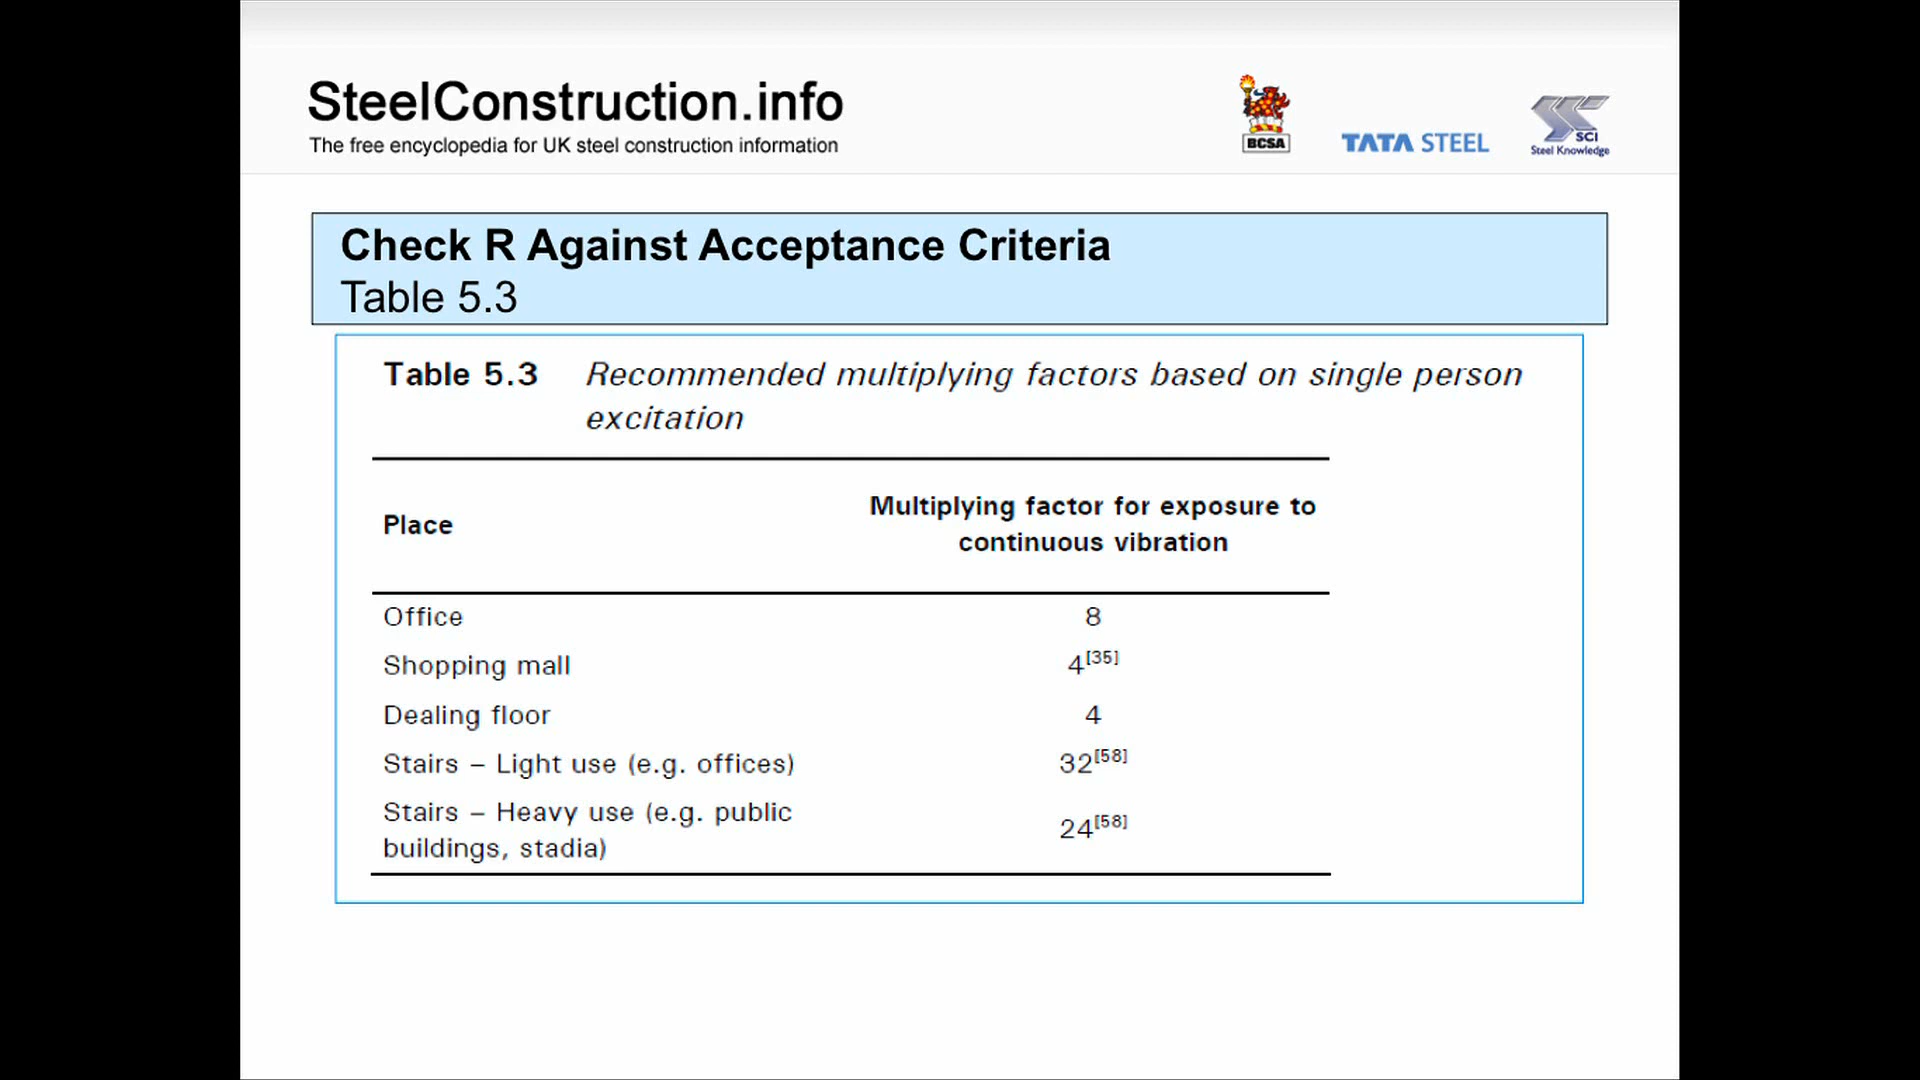 SteelConstruction.info
The free encyclopedia for UK steel construction information
BCSA
TATA STEEL
SCI
Steel Knowledge
Check R Against Acceptance Criteria
Table 5.3
Table 5.3 Recommended multiplying factors based on single person
excitation
Place
Multiplying factor for exposure to
continuous vibration
Office 8
Shopping mall 4[35]
Dealing floor 4
Stairs – Light use (e.g. offices) 32[58]
Stairs – Heavy use (e.g. public
buildings, stadia) 24[58]